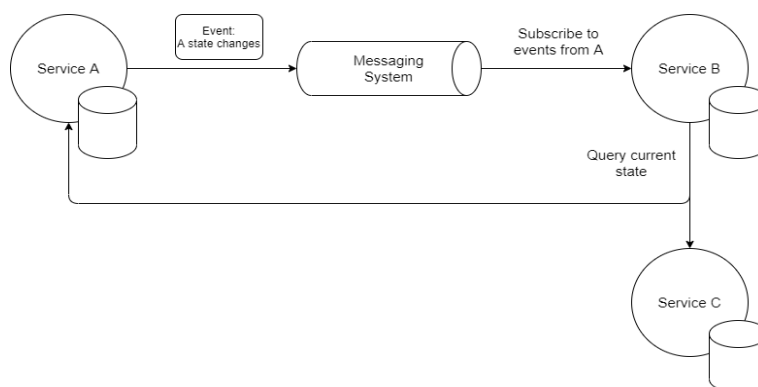 Event:
A state changes
Service A
Messaging
System
Subscribe to
events from A
Service B
Query current
state
Service C